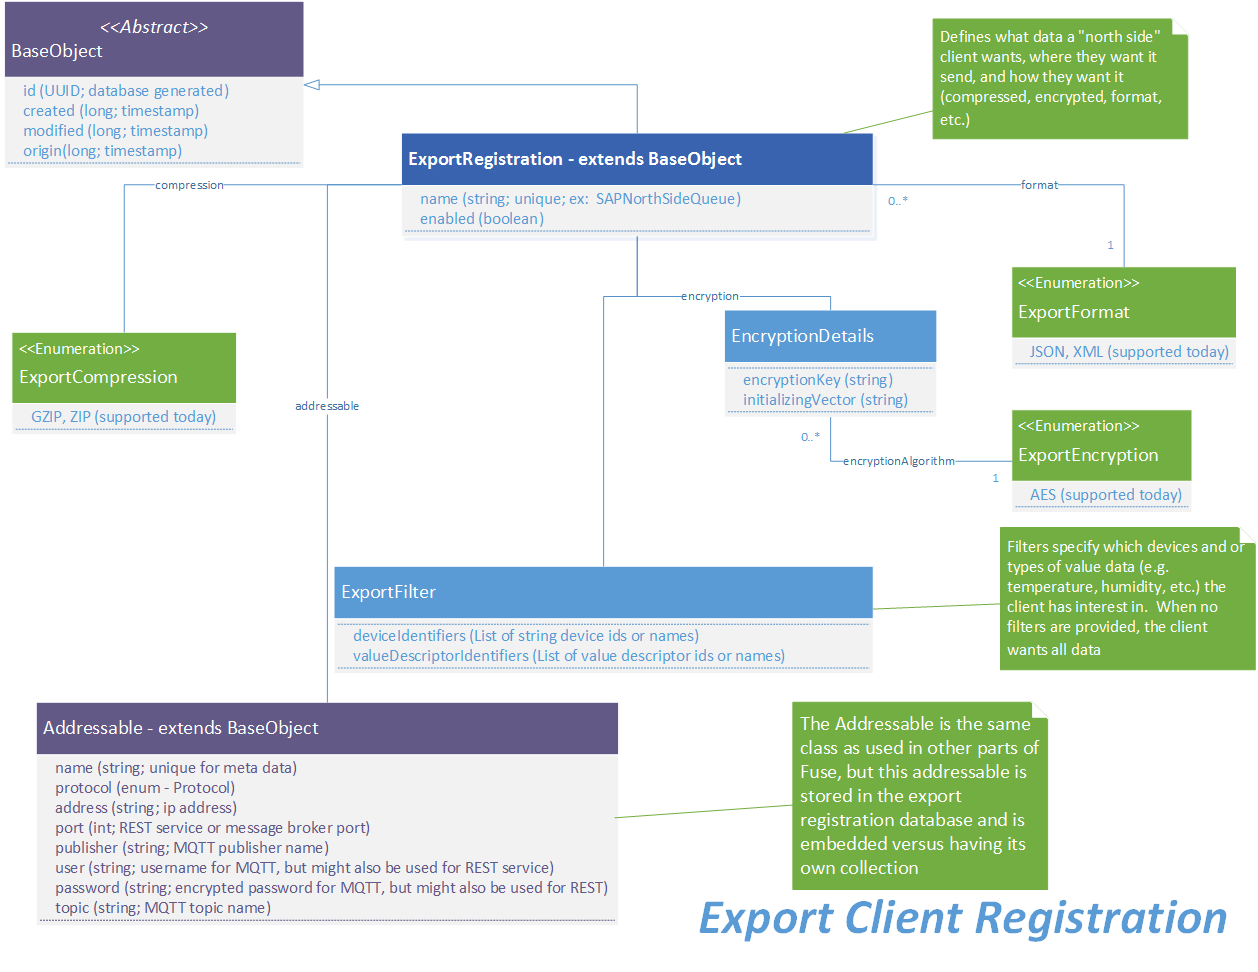 <<Abstract>>
BaseObject
id (UUID; database generated)
created (long; timestamp)
modified (long; timestamp)
origin(long; timestamp)
Defines what data a "north side"
client wants, where they want it
send, and how they want it
(compressed, encrypted, format,
etc.)
ExportRegistration - extends BaseObject
name (string; unique; ex:  SAPNorthSideQueue)
enabled (boolean)
compression
format
0..*
1
<<Enumeration>>
ExportFormat
JSON, XML (supported today)
encryption
EncryptionDetails
encryptionKey (string)
initializingVector (string)
<<Enumeration>>
ExportCompression
GZIP, ZIP (supported today)
addressable
0..*
encryptionAlgorithm
1
<<Enumeration>>
ExportEncryption
AES (supported today)
Filters specify which devices and or
types of value data (e.g.
temperature, humidity, etc.) the
client has interest in.  When no
filters are provided, the client
wants all data
ExportFilter
deviceIdentifiers (List of string device ids or names)
valueDescriptorIdentifiers (List of value descriptor ids or names)
Addressable - extends BaseObject
name (string; unique for meta data)
protocol (enum - Protocol)
address (string; ip address)
port (int; REST service or message broker port)
publisher (string; MQTT publisher name)
user (string; username for MQTT, but might also be used for REST service)
password (string; encrypted password for MQTT, but might also be used for REST)
topic (string; MQTT topic name)
The Addressable is the same
class as used in other parts of
Fuse, but this addressable is
stored in the export
registration database and is
embedded versus having its
own collection
Export Client Registration